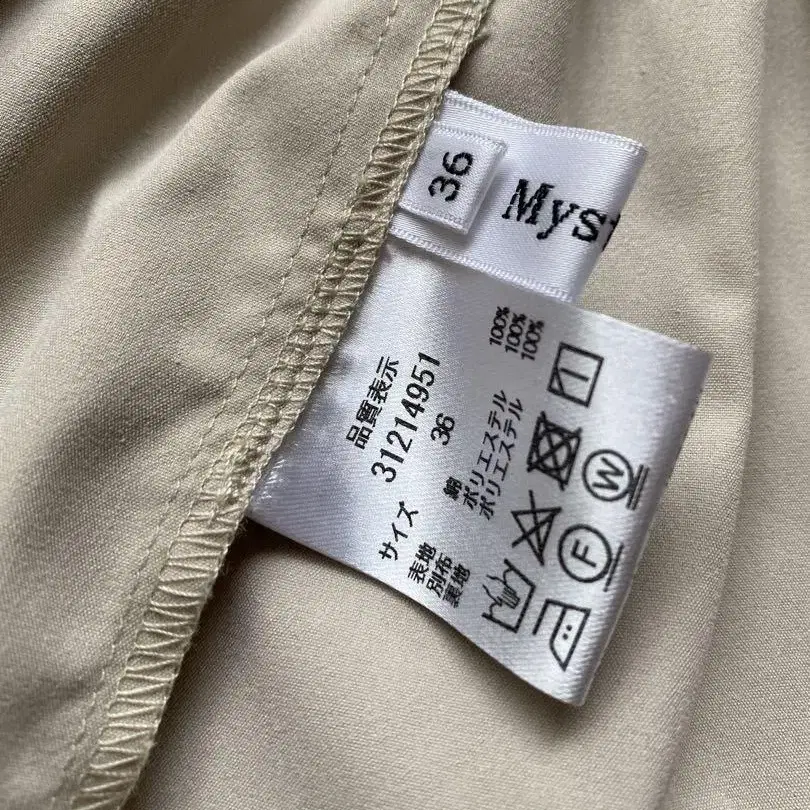 36
Myst
品質表示
31214951
サイズ 36
表地 綿 100%
別布 ポリエステル 100%
裏地 ポリエステル 100%
W
F